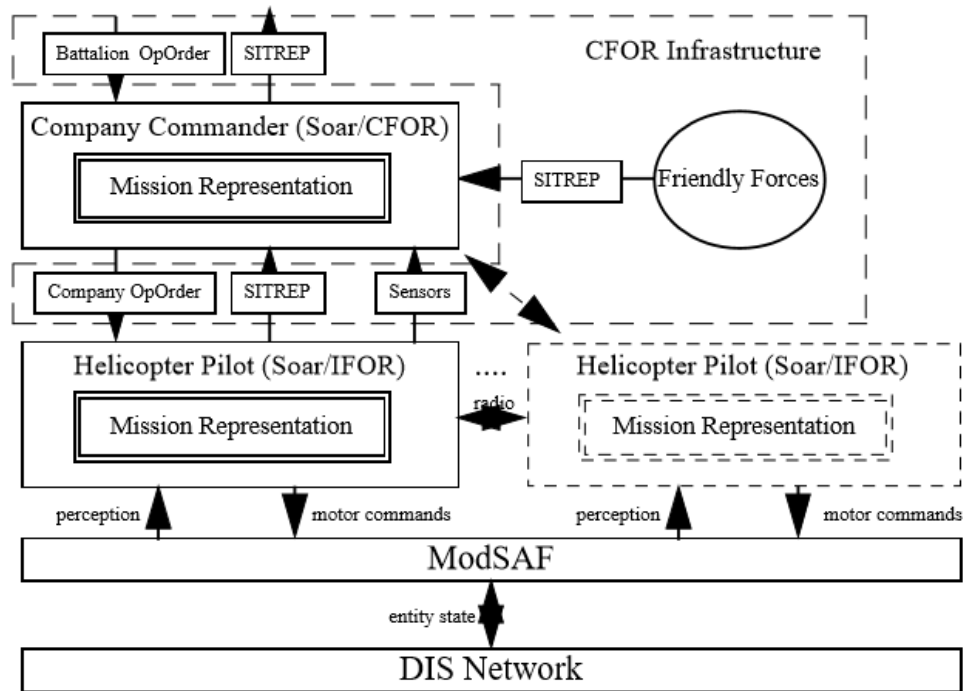 Battalion OpOrder
SITREP
CFOR Infrastructure
Company Commander (Soar/CFOR)
Mission Representation
SITREP
Friendly Forces
Company OpOrder
SITREP
Sensors
Helicopter Pilot (Soar/IFOR)
Mission Representation
....
radio
Helicopter Pilot (Soar/IFOR)
Mission Representation
perception
motor commands
perception
motor commands
ModSAF
entity state
DIS Network